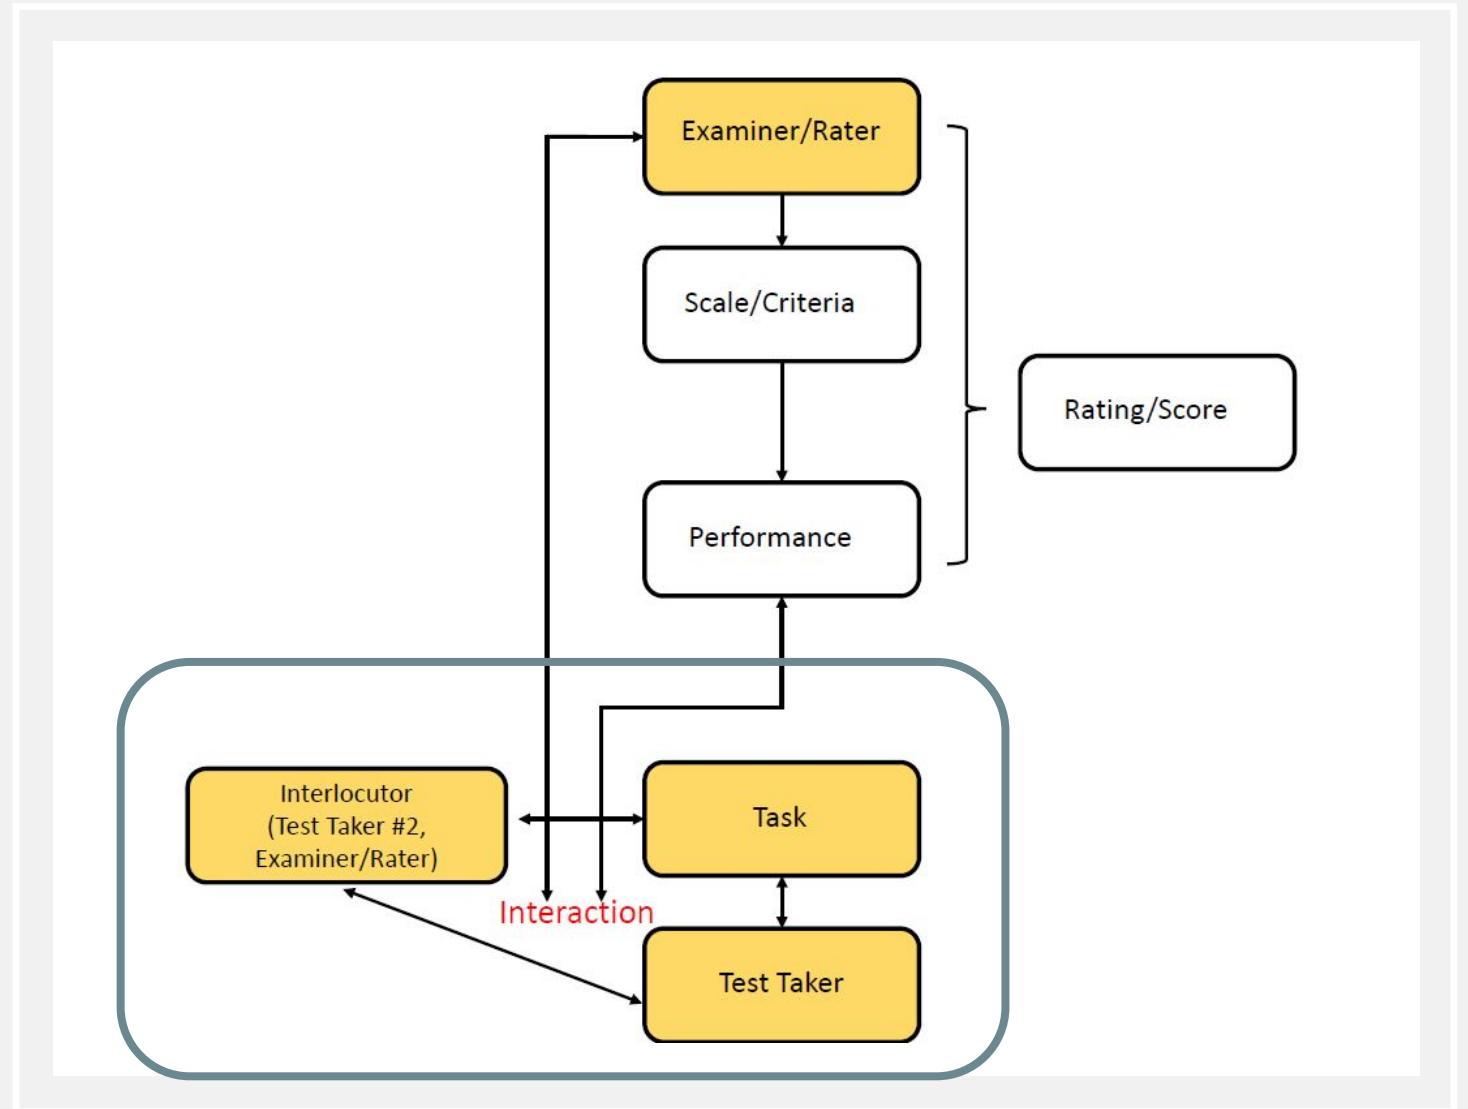 Examiner/Rater
Scale/Criteria
Rating/Score
Performance
Interlocutor
(Test Taker #2,
Examiner/Rater)
Task
Interaction
Test Taker